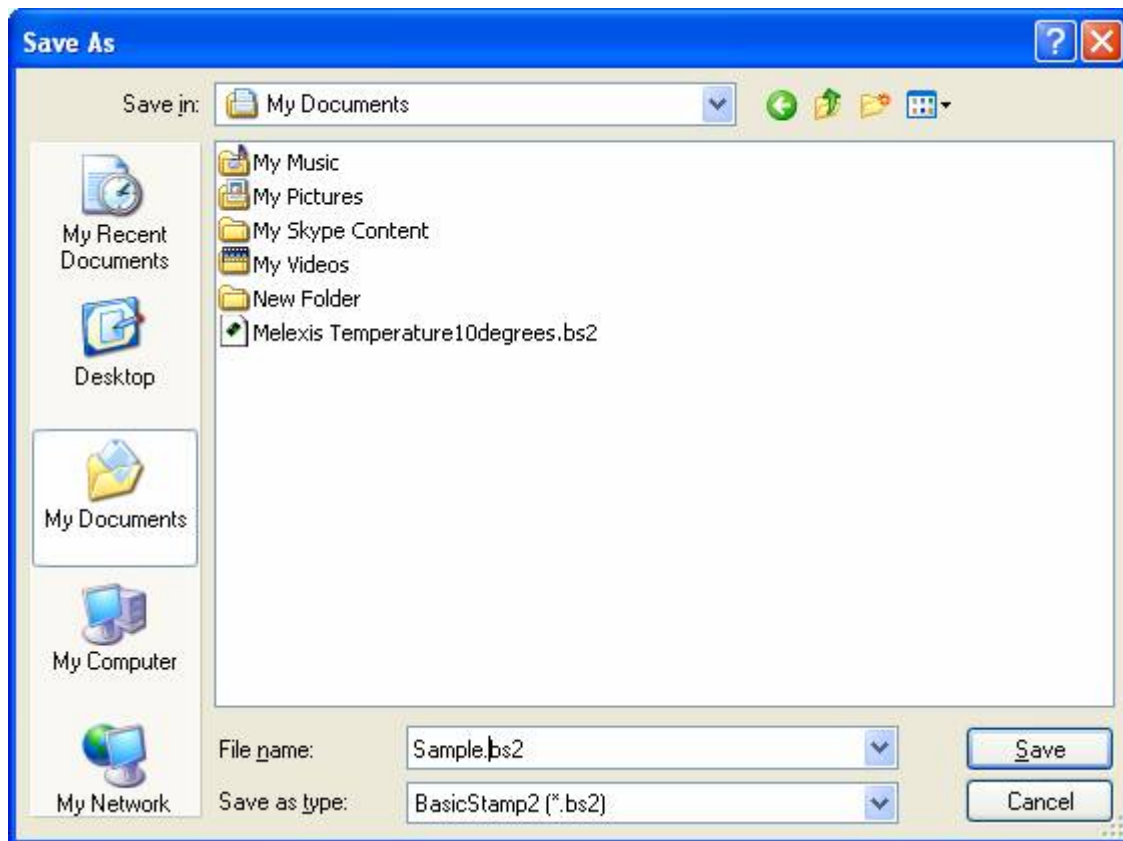 Save As
Save in:
My Documents
My Recent
Documents
Desktop
My Documents
My Computer
My Network
My Music
My Pictures
My Skype Content
My Videos
New Folder
Melexis Temperature10degrees.bs2
File name:
Sample.bs2
Save
Save as type:
BasicStamp2 (*.bs2)
Cancel